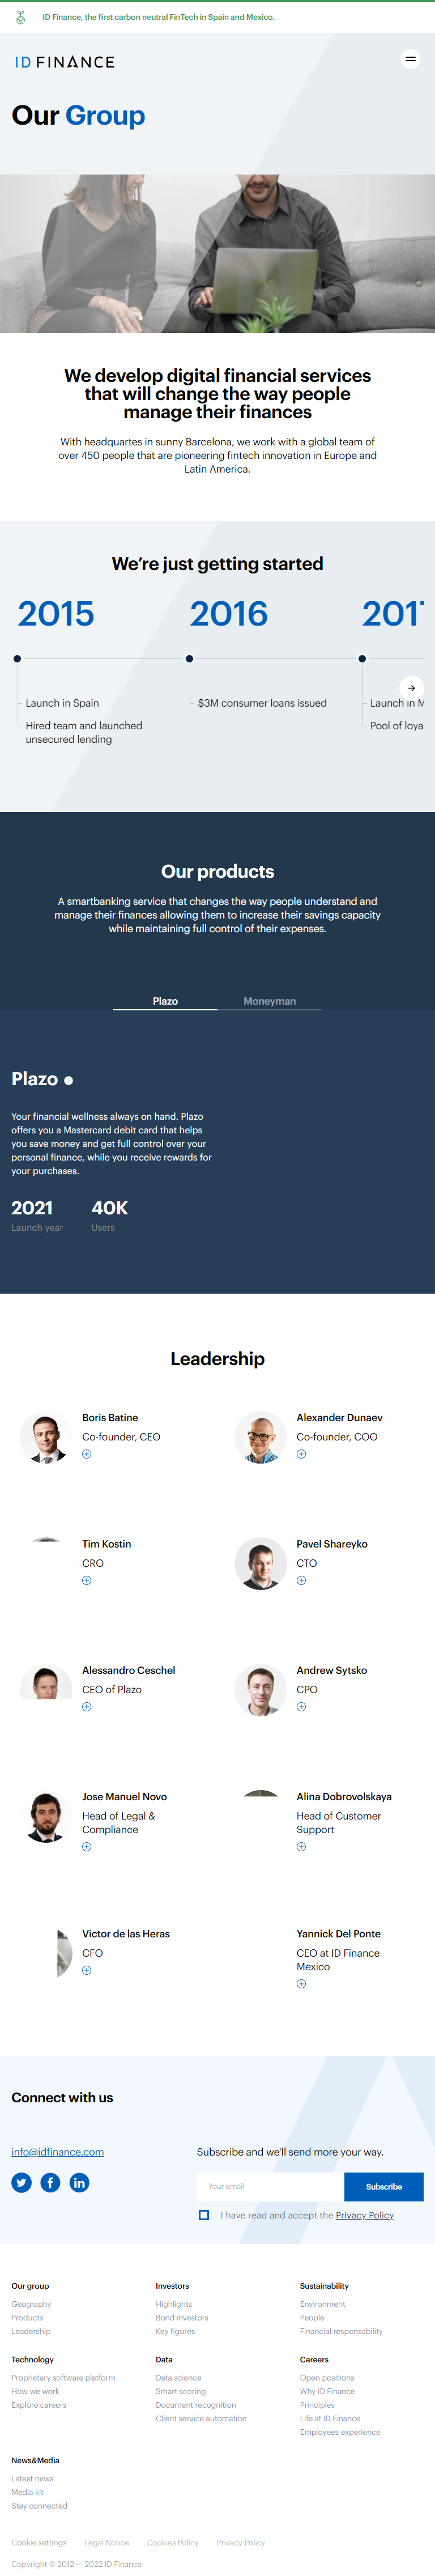 ID Finance, the first carbon neutral FinTech in Spain and Mexico.
ID FINANCE
Our Group
We develop digital financial services
that will change the way people
manage their finances
With headquartes in sunny Barcelona, we work with a global team of
over 450 people that are pioneering fintech innovation in Europe and
Latin America.
We're just getting started
2015
2016
201
Launch in Spain
Hired team and launched
unsecured lending
$3M consumer loans issued
Launch in M
Pool of loya
Our products
A smartbanking service that changes the way people understand and
manage their finances allowing them to increase their savings capacity
while maintaining full control of their expenses.
Plazo
Moneyman
Plazo
Your financial wellness always on hand. Plazo
offers you a Mastercard debit card that helps
you save money and get full control over your
personal finance, while you receive rewards for
your purchases.
2021
Launch year
40K
Users
Leadership
Boris Batine
Co-founder, CEO
Alexander Dunaev
Co-founder, COO
Tim Kostin
CRO
Pavel Shareyko
CTO
Alessandro Ceschel
CEO of Plazo
Andrew Sytsko
CPO
Jose Manuel Novo
Head of Legal &
Compliance
Alina Dobrovolskaya
Head of Customer
Support
Victor de las Heras
CFO
Yannick Del Ponte
CEO at ID Finance
Mexico
Connect with us
info@idfinance.com
Subscribe and we'll send more your way.
Your email
Subscribe
I have read and accept the Privacy Policy
Our group
Geography
Products
Leadership
Investors
Highlights
Bond investors
Key figures
Sustainability
Environment
People
Financial responsability
Technology
Proprietary software platform
How we work
Explore careers
Data
Data science
Smart scoring
Document recognition
Client service automation
Careers
Open positions
Why ID Finance
Principles
Life at ID Finance
Employees experience
News&Media
Latest news
Media kit
Stay connected
Cookie settings
Legal Notice
Cookies Policy
Privacy Policy
Copyright © 2012 — 2022 ID Finance